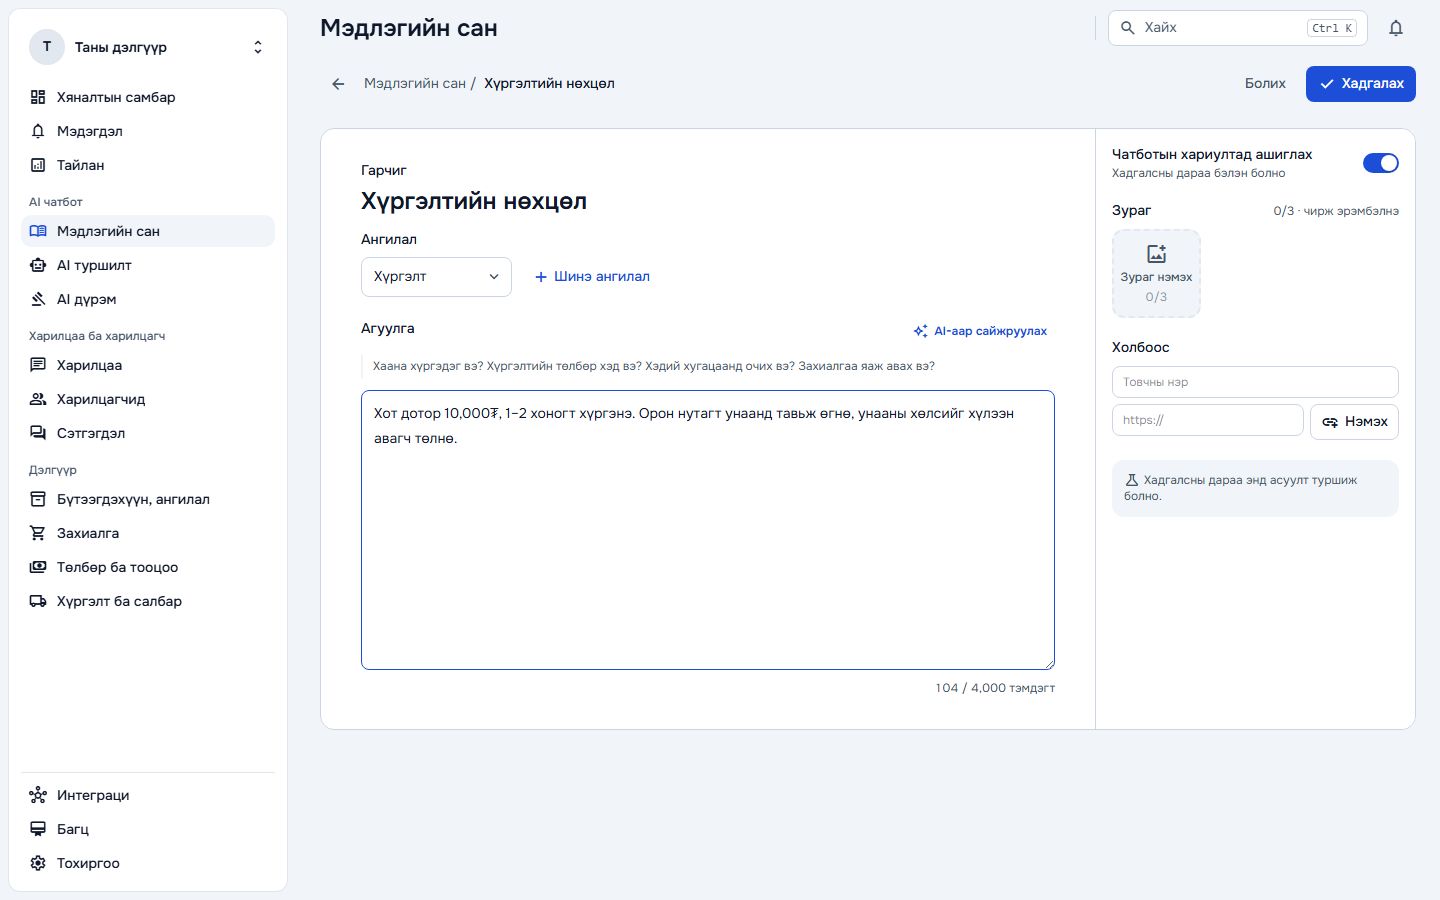 Т
Таны дэлгүүр
Хяналтын самбар
Мэдэгдэл
Тайлан
AI чатбот
Мэдлэгийн сан
AI туршилт
AI дүрэм
Харилцаа ба харилцагч
Харилцаа
Харилцагчид
Сэтгэгдэл
Дэлгүүр
Бүтээгдэхүүн, ангилал
Захиалга
Төлбөр ба тооцоо
Хүргэлт ба салбар
Интеграци
Багц
Тохиргоо
Мэдлэгийн сан
Хайх
Ctrl K
Мэдлэгийн сан / Хүргэлтийн нөхцөл
Болих
Хадгалах
Гарчиг
Хүргэлтийн нөхцөл
Ангилал
Хүргэлт
+ Шинэ ангилал
Агуулга
AI-аар сайжруулах
Хаана хүргэдэг вэ? Хүргэлтийн төлбөр хэд вэ? Хэдий хугацаанд очих вэ? Захиалгаа яаж авах вэ?
Хот дотор 10,000₮, 1–2 хоногт хүргэнэ. Орон нутагт унаанд тавьж өгнө, унааны хөлсийг хүлээн
авагч төлнө.
104 / 4,000 тэмдэгт
Чатботын хариултад ашиглах
Хадгалсны дараа бэлэн болно
Зураг
0/3 · чирж эрэмбэлнэ
Зураг нэмэх
0/3
Холбоос
Товчны нэр
https://
Нэмэх
Хадгалсны дараа энд асуулт туршиж
болно.